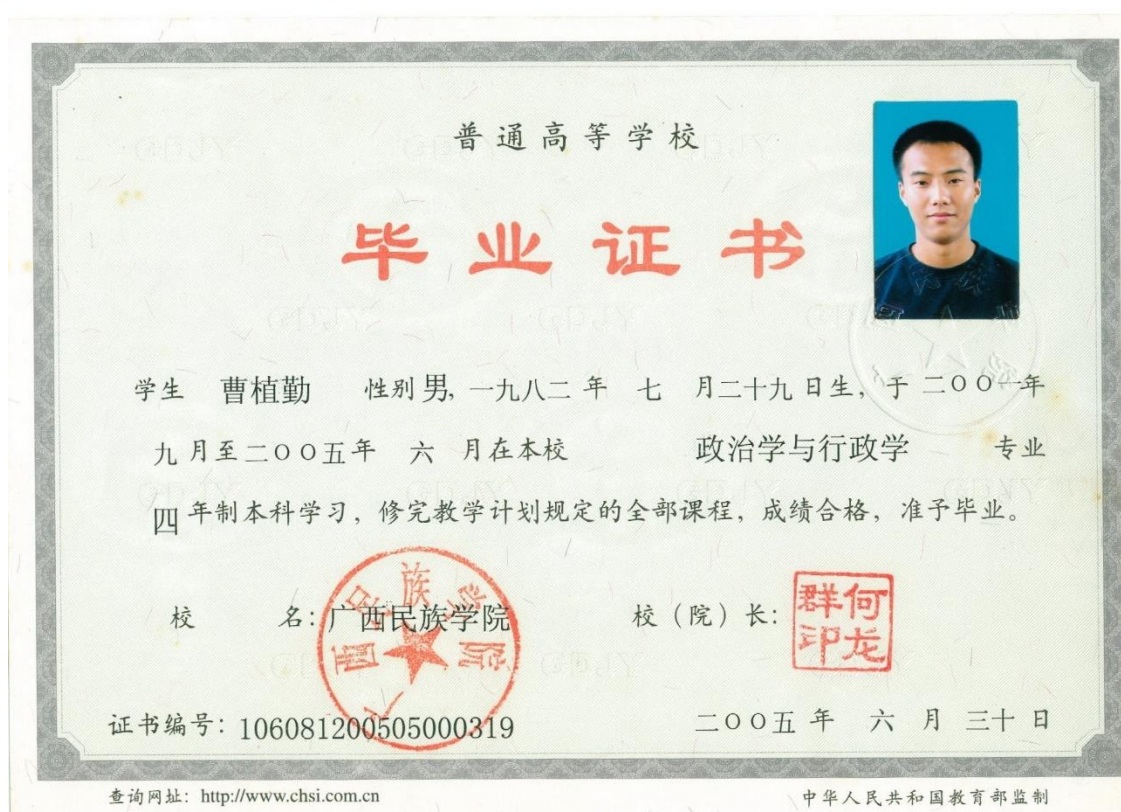 普通高等学校
毕业证书
学生 曹植勤 性别 男, 一九八二 年 七 月二十九日生, 于 二〇〇一年
九 月至二〇〇五年 六 月在本校 政治学与行政学 专业
四 年制本科学习, 修完教学计划规定的全部课程, 成绩合格, 准予毕业。
校 名: 广西民族学院 校（院）长: 何龙群印
广西民族学院
证书编号: 106081200505000319 二〇〇五 年 六 月 三十 日
查询网址: http://www.chsi.com.cn 中华人民共和国教育部监制